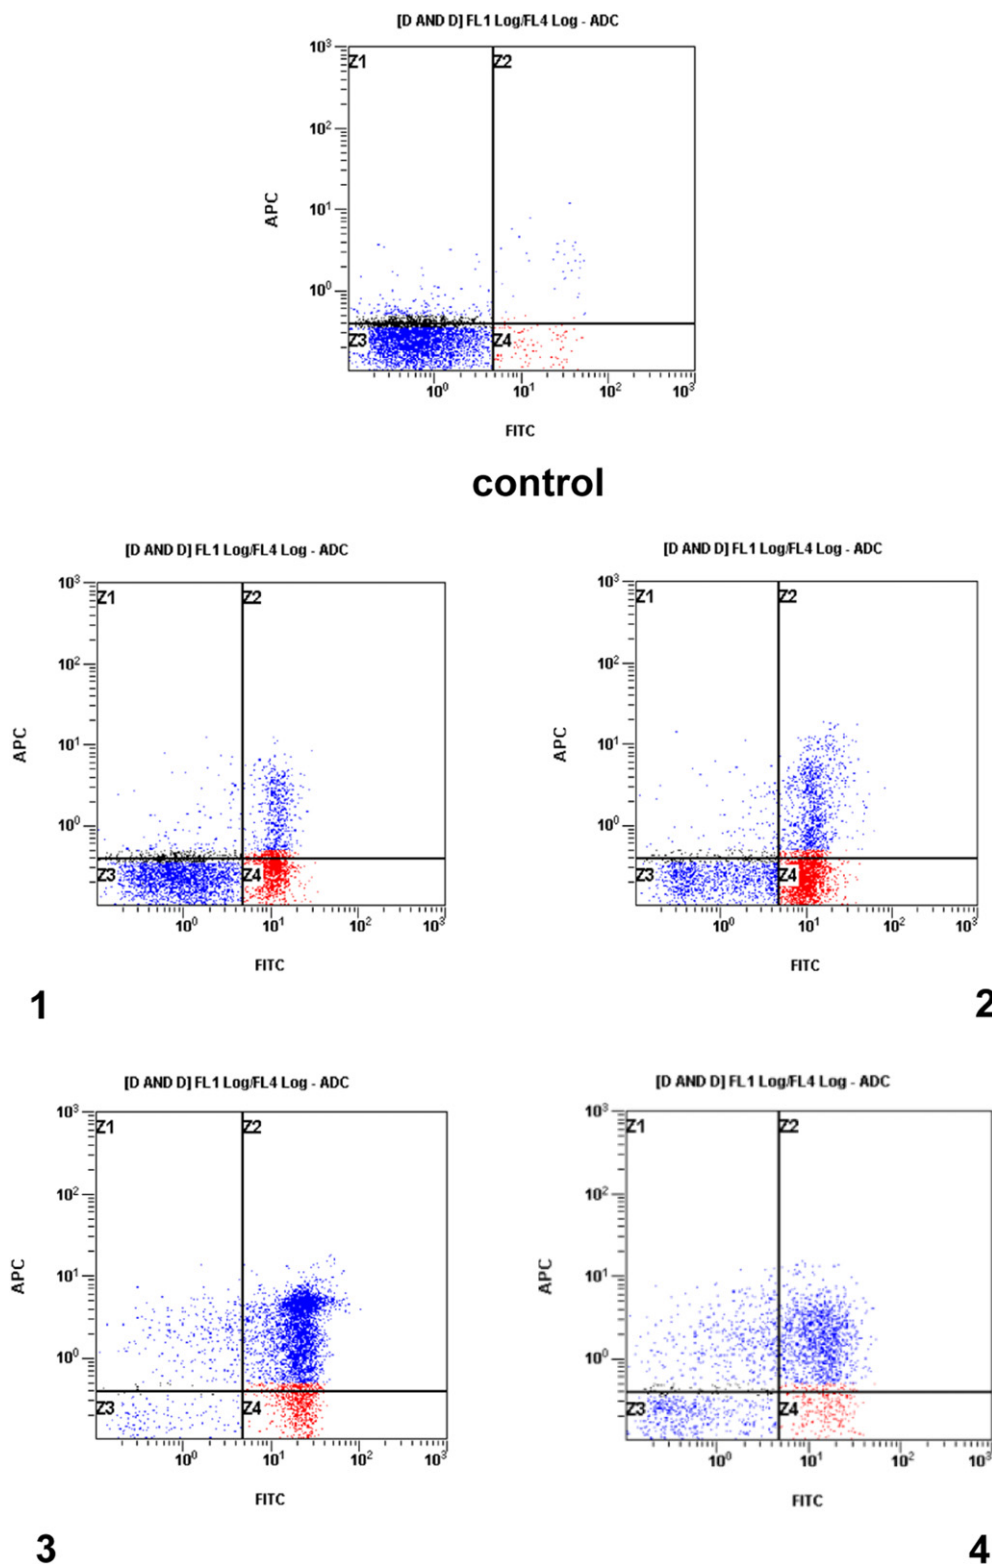 [D AND D] FL1 Log/FL4 Log - ADC
10³
Z1 Z2
10²
APC
10¹
10⁰
Z3 Z4
10⁰ 10¹ 10² 10³
FITC
control
[D AND D] FL1 Log/FL4 Log - ADC
10³
Z1 Z2
10²
APC
10¹
10⁰
Z3 Z4
10⁰ 10¹ 10² 10³
FITC
1
[D AND D] FL1 Log/FL4 Log - ADC
10³
Z1 Z2
10²
APC
10¹
10⁰
Z3 Z4
10⁰ 10¹ 10² 10³
FITC
2
[D AND D] FL1 Log/FL4 Log - ADC
10³
Z1 Z2
10²
APC
10¹
10⁰
Z3 Z4
10⁰ 10¹ 10² 10³
FITC
3
[D AND D] FL1 Log/FL4 Log - ADC
10³
Z1 Z2
10²
APC
10¹
10⁰
Z3 Z4
10⁰ 10¹ 10² 10³
FITC
4